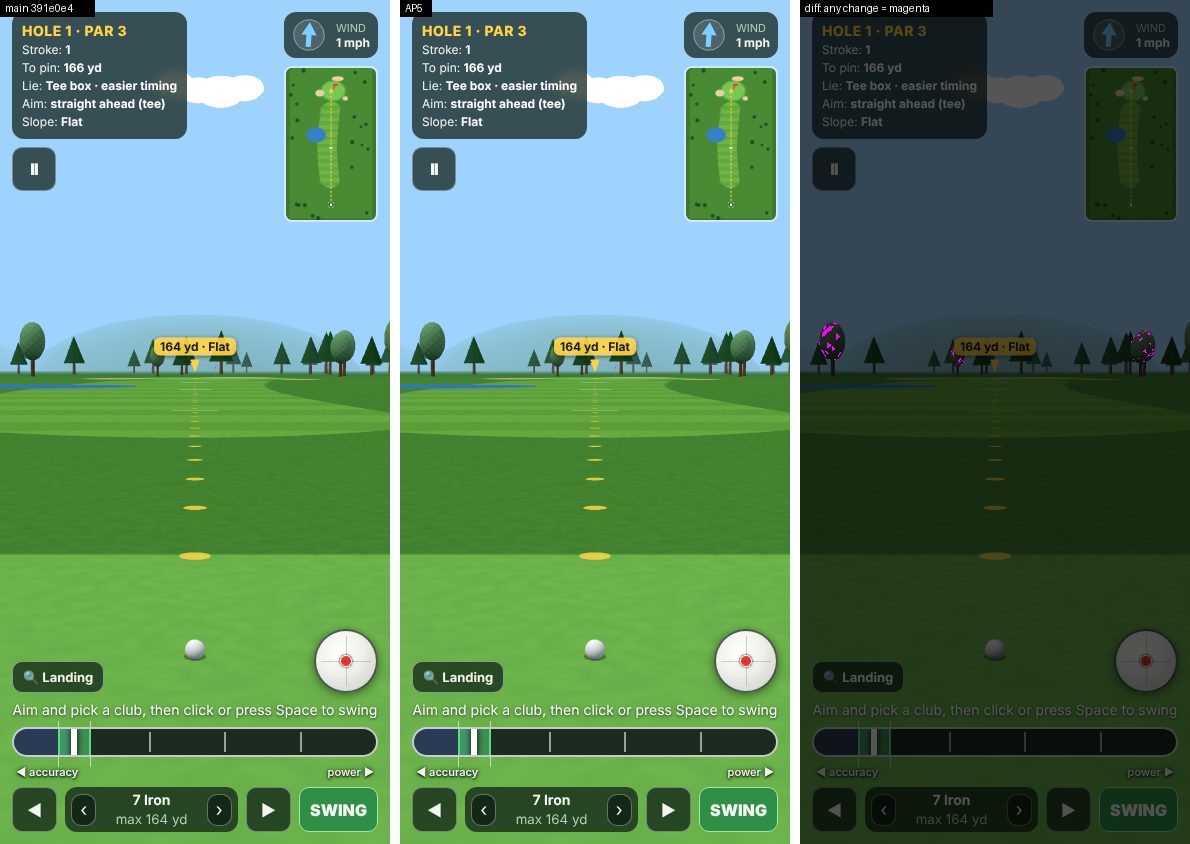 main 391e0e4
HOLE 1 · PAR 3
Stroke: 1
To pin: 166 yd
Lie: Tee box · easier timing
Aim: straight ahead (tee)
Slope: Flat
WIND
1 mph
164 yd · Flat
🔍 Landing
Aim and pick a club, then click or press Space to swing
◀ accuracy
power ▶
◀
‹
7 Iron
max 164 yd
›
▶
SWING
AP5
HOLE 1 · PAR 3
Stroke: 1
To pin: 166 yd
Lie: Tee box · easier timing
Aim: straight ahead (tee)
Slope: Flat
WIND
1 mph
164 yd · Flat
🔍 Landing
Aim and pick a club, then click or press Space to swing
◀ accuracy
power ▶
◀
‹
7 Iron
max 164 yd
›
▶
SWING
diff: any change = magenta
HOLE 1 · PAR 3
Stroke: 1
To pin: 166 yd
Lie: Tee box · easier timing
Aim: straight ahead (tee)
Slope: Flat
WIND
1 mph
164 yd · Flat
🔍 Landing
Aim and pick a club, then click or press Space to swing
◀ accuracy
power ▶
◀
‹
7 Iron
max 164 yd
›
▶
SWING